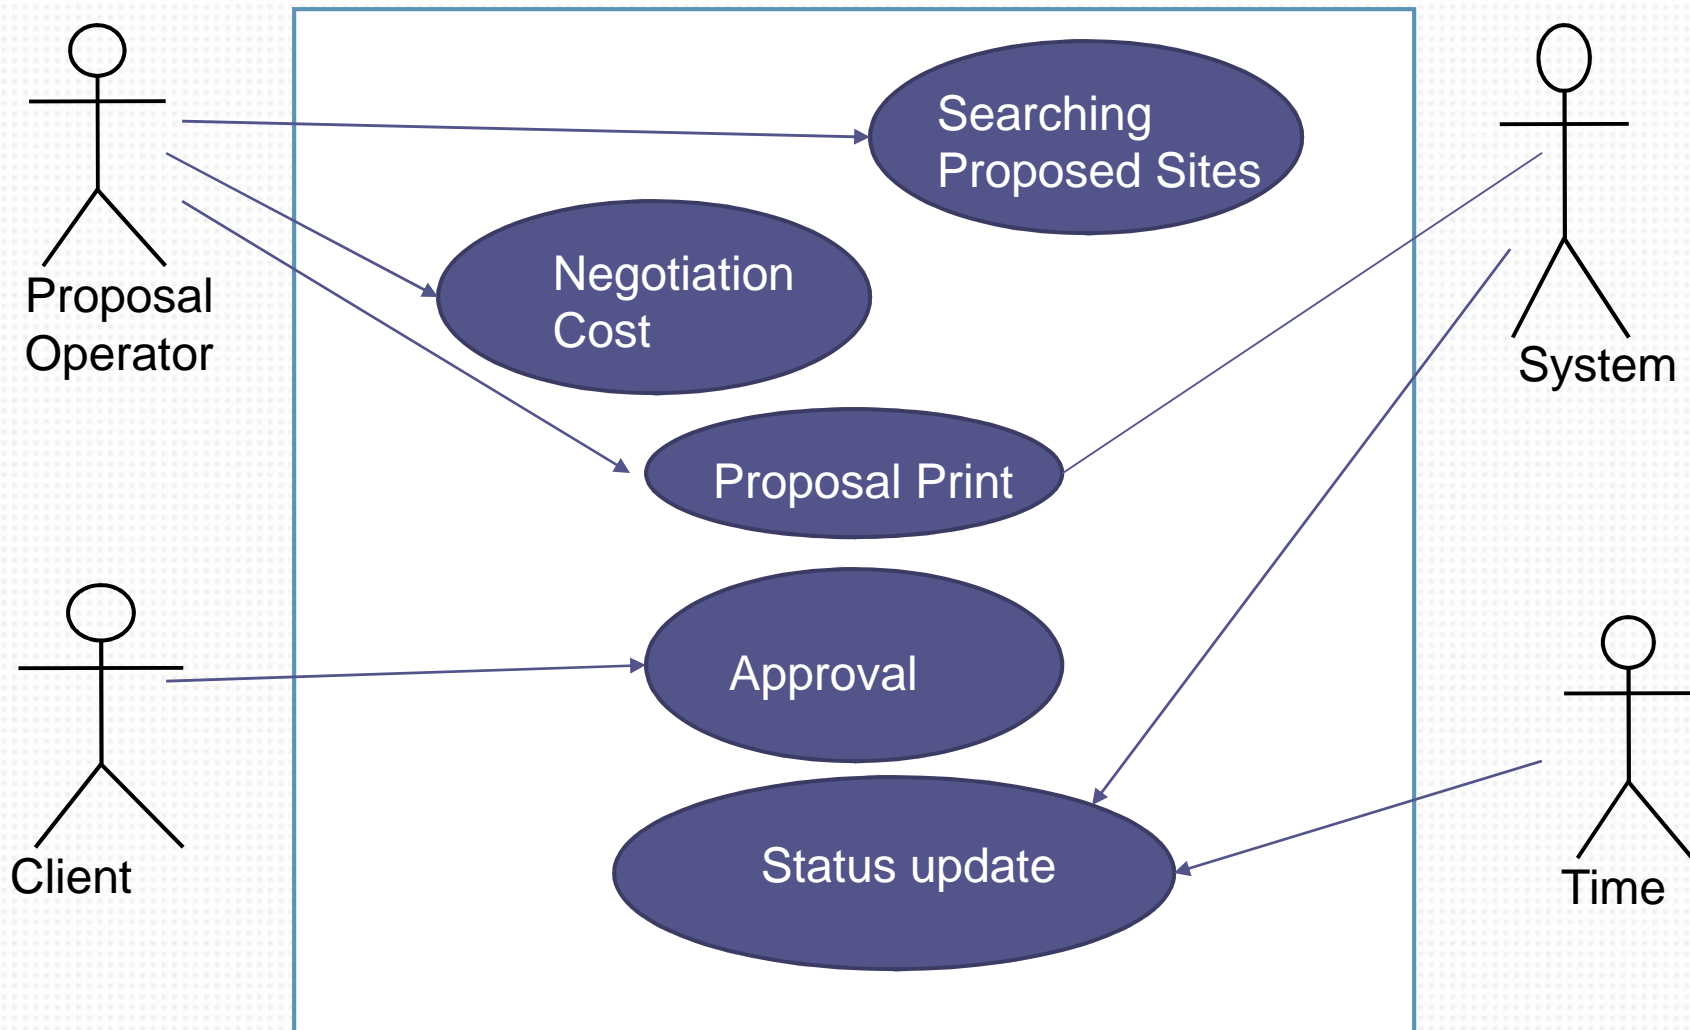 Searching
Proposed Sites
Negotiation
Cost
Proposal
Operator
System
Proposal Print
Approval
Status update
Client
Time